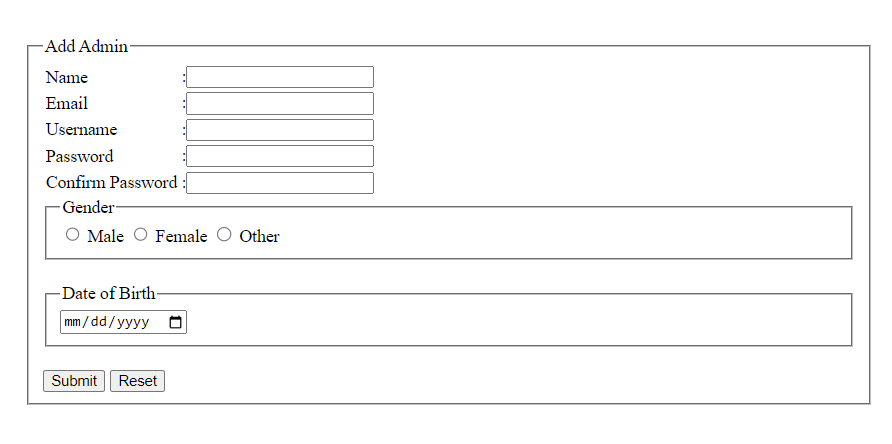 Add Admin
Name :
Email :
Username :
Password :
Confirm Password :
Gender
Male Female Other
Date of Birth
mm/dd/yyyy
Submit Reset